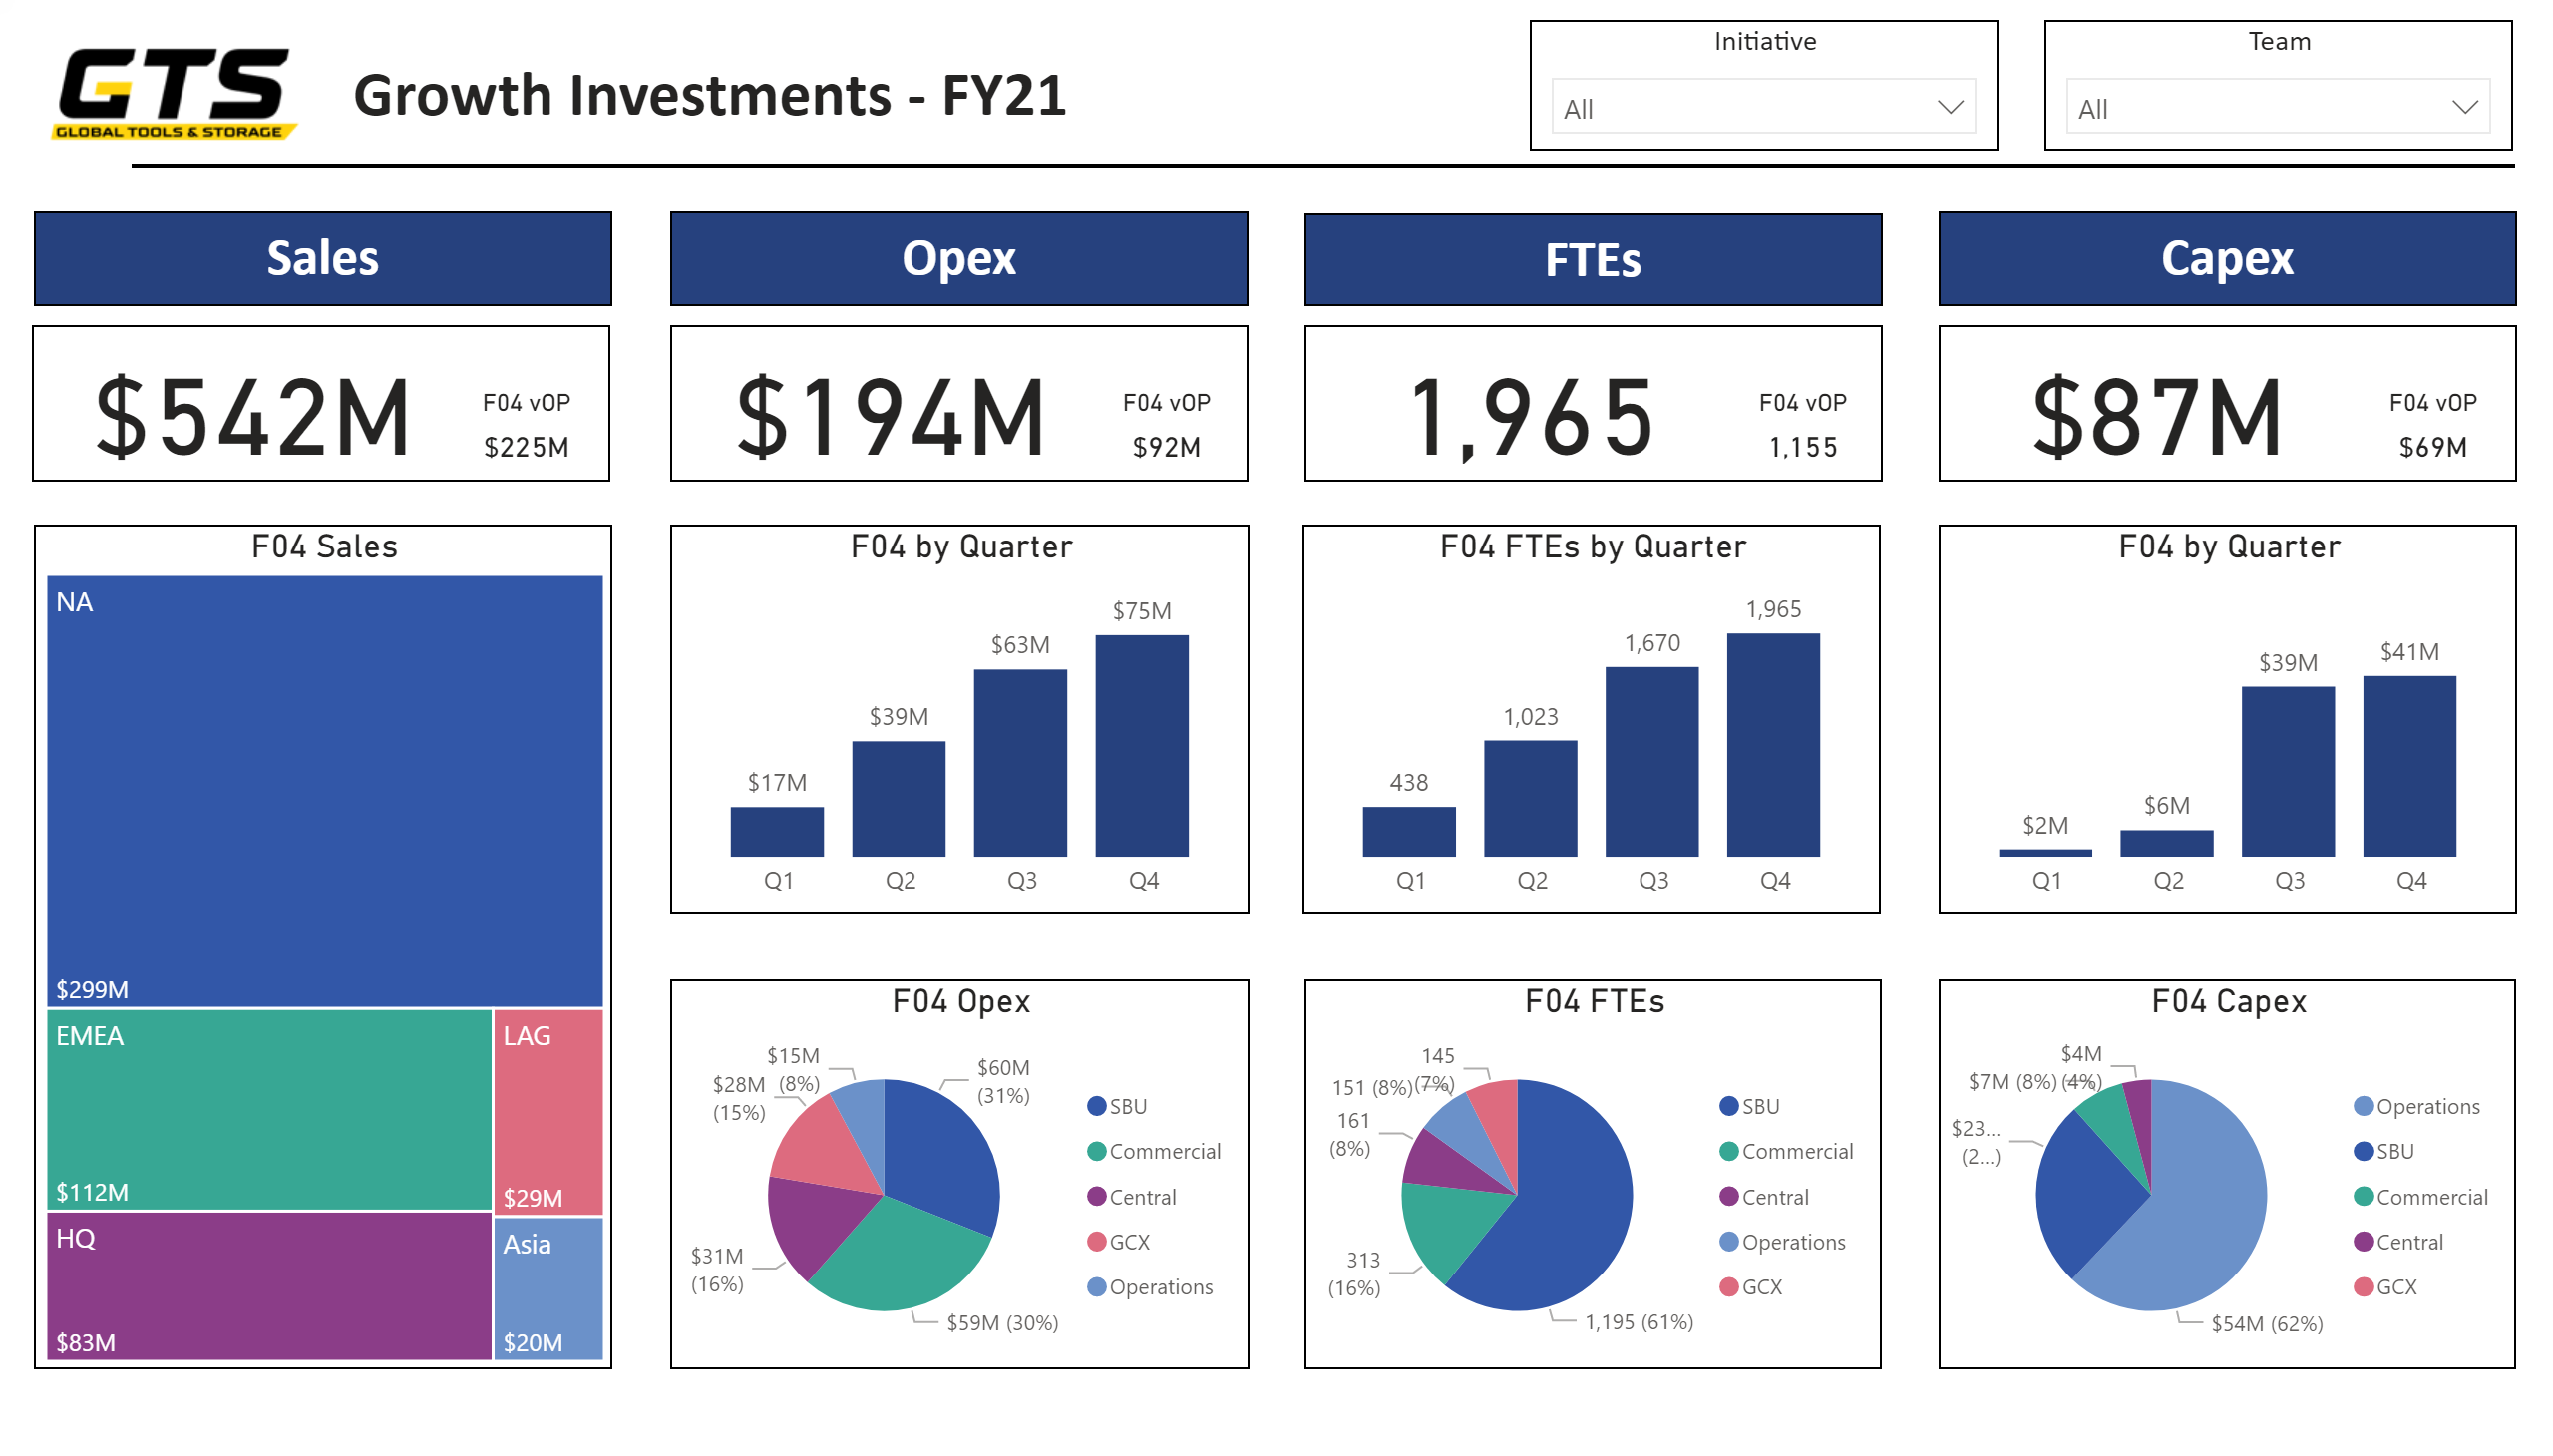 GTS
GLOBAL TOOLS & STORAGE
Growth Investments - FY21
Initiative
All
Team
All
Sales
Opex
FTEs
Capex
$542M
F04 vOP
$225M
$194M
F04 vOP
$92M
1,965
F04 vOP
1,155
$87M
F04 vOP
$69M
F04 Sales
NA
$299M
EMEA
$112M
LAG
$29M
HQ
$83M
Asia
$20M
F04 by Quarter
$17M
$39M
$63M
$75M
Q1
Q2
Q3
Q4
F04 FTEs by Quarter
438
1,023
1,670
1,965
Q1
Q2
Q3
Q4
F04 by Quarter
$2M
$6M
$39M
$41M
Q1
Q2
Q3
Q4
F04 Opex
$60M
(31%)
$59M (30%)
$31M
(16%)
$28M
(15%)
$15M
(8%)
SBU
Commercial
Central
GCX
Operations
F04 FTEs
1,195 (61%)
313
(16%)
161
(8%)
151 (8%)
145
(7%)
SBU
Commercial
Central
Operations
GCX
F04 Capex
$54M (62%)
$23...
(2...)
$7M (8%)
$4M
(4%)
Operations
SBU
Commercial
Central
GCX